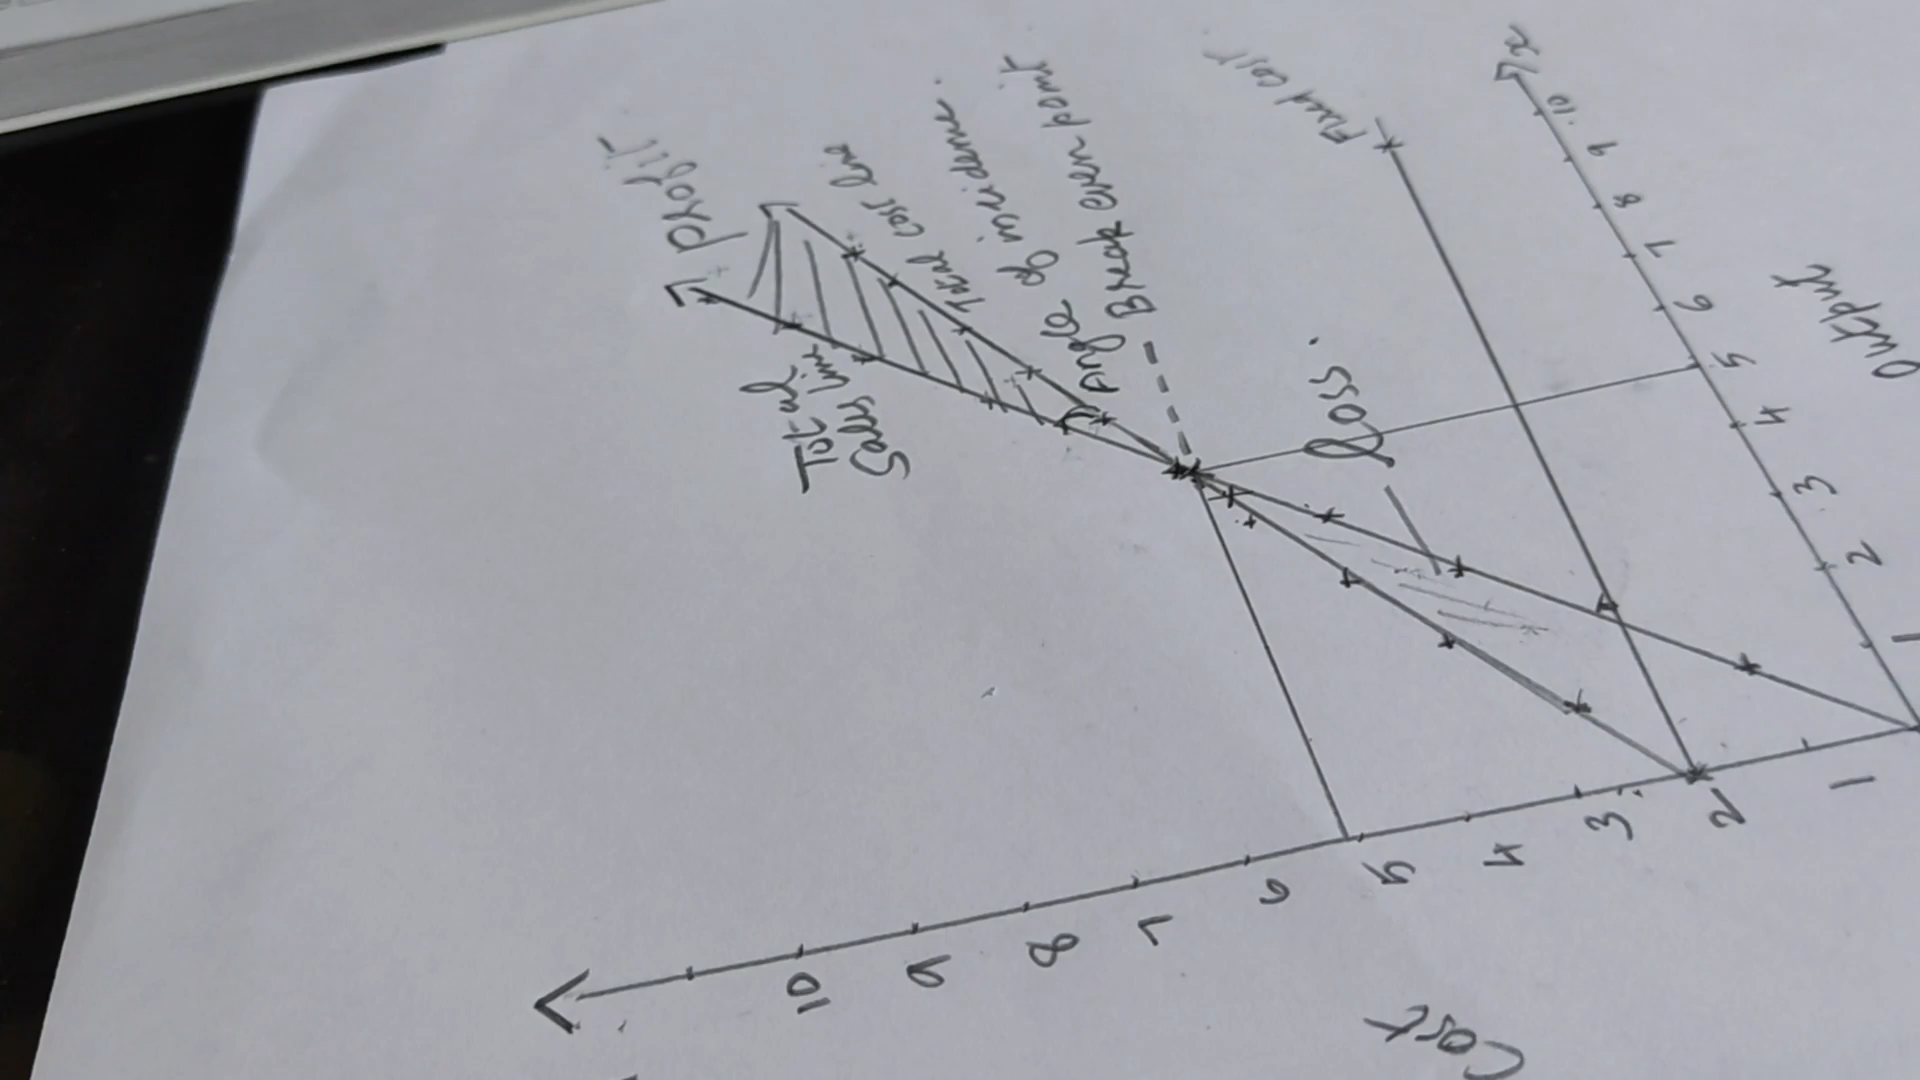 Profit
Total cost line
Angle of incidence.
Break even point
Fixed cost
x
Total
Sales line
loss.
10
9
8
7
6
5
4
3
2
1
Output
10
9
8
7
6
5
4
3
2
1
Cost